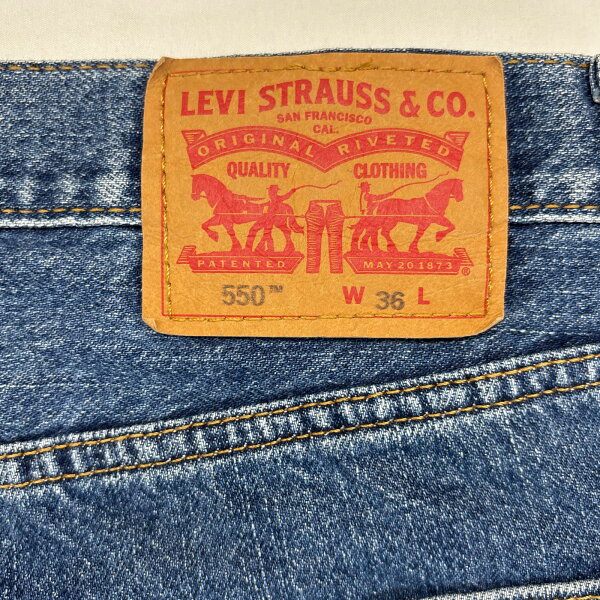 LEVI STRAUSS & CO.
SAN FRANCISCO
CAL.
ORIGINAL RIVETED
QUALITY CLOTHING
PATENTED MAY 20 1873 ®
550™ W 36 L